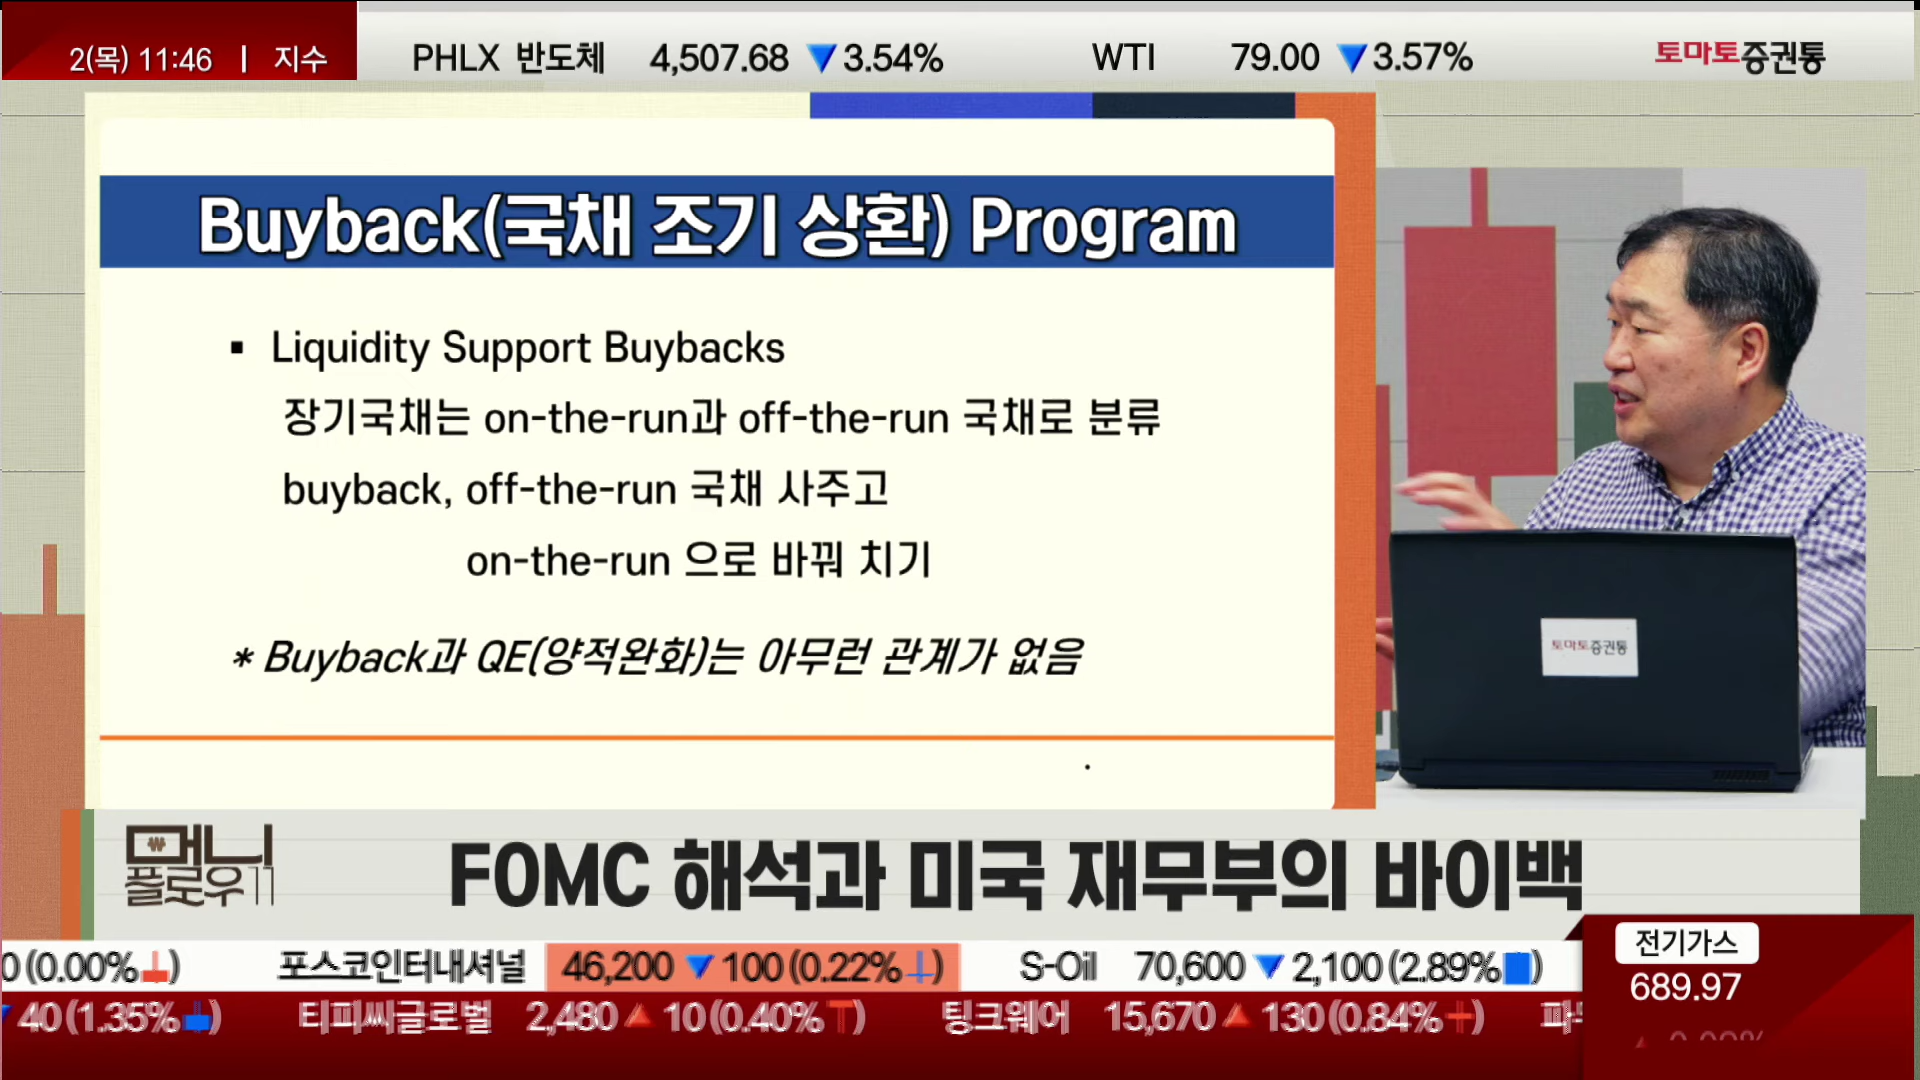 2(목) 11:46 | 지수
PHLX 반도체 4,507.68 ▼3.54%
WTI 79.00 ▼3.57%
토마토증권통
Buyback(국채 조기 상환) Program
▪ Liquidity Support Buybacks
장기국채는 on-the-run과 off-the-run 국채로 분류
buyback, off-the-run 국채 사주고
on-the-run 으로 바꿔 치기
* Buyback과 QE(양적완화)는 아무런 관계가 없음
토마토증권통
머니
플로우
FOMC 해석과 미국 재무부의 바이백
0(0.00%) 포스코인터내셔널 46,200 ▼100(0.22%) S-Oil 70,600 ▼2,100(2.89%)
▼40(1.35%) 티피씨글로벌 2,480 ▲10(0.40%) 팅크웨어 15,670 ▲130(0.84%)
전기가스
689.97